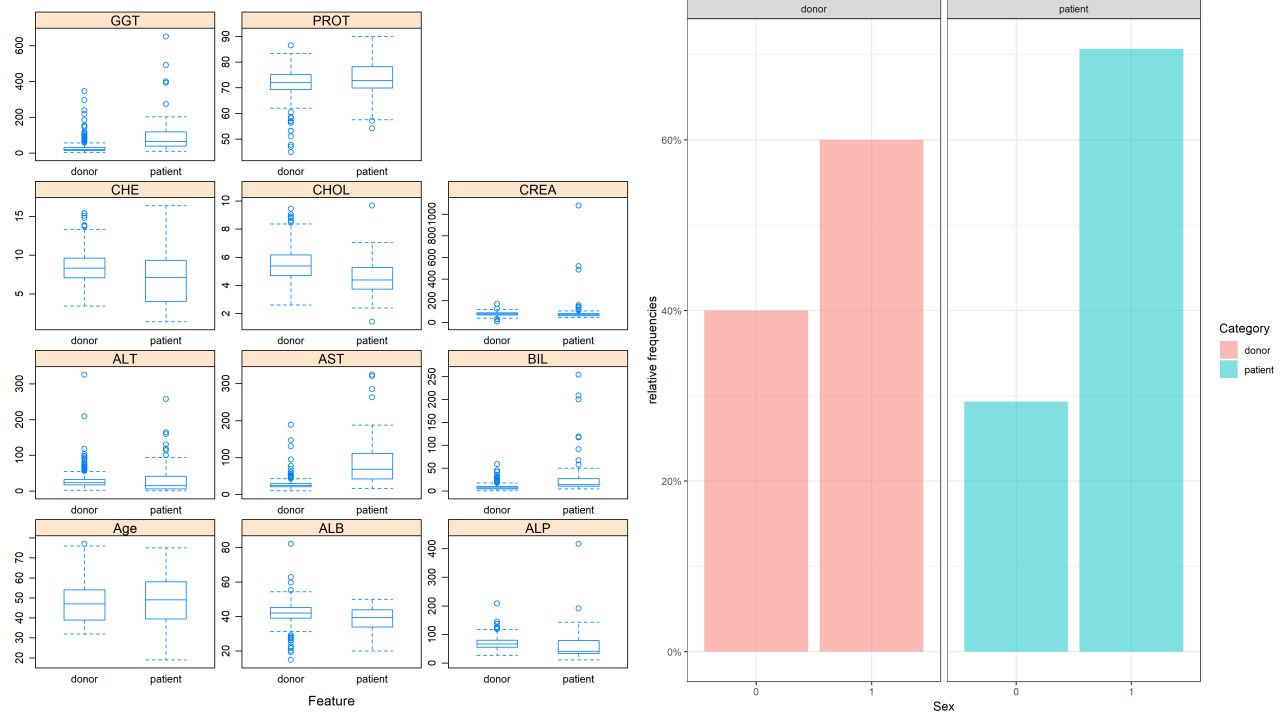 GGT PROT
0 200 400 600
50 60 70 80 90
donor patient donor patient
CHE CHOL CREA
5 10 15
2 4 6 8 10
0 200 400 600 800 1000
donor patient donor patient donor patient
ALT AST BIL
0 100 200 300
0 100 200 300
0 50 100 150 200 250
donor patient donor patient donor patient
Age ALB ALP
20 30 40 50 60 70
20 40 60 80
0 100 200 300 400
donor patient donor patient donor patient
Feature
donor patient
relative frequencies
60%
40%
20%
0%
0 1 0 1
Sex
Category
donor
patient